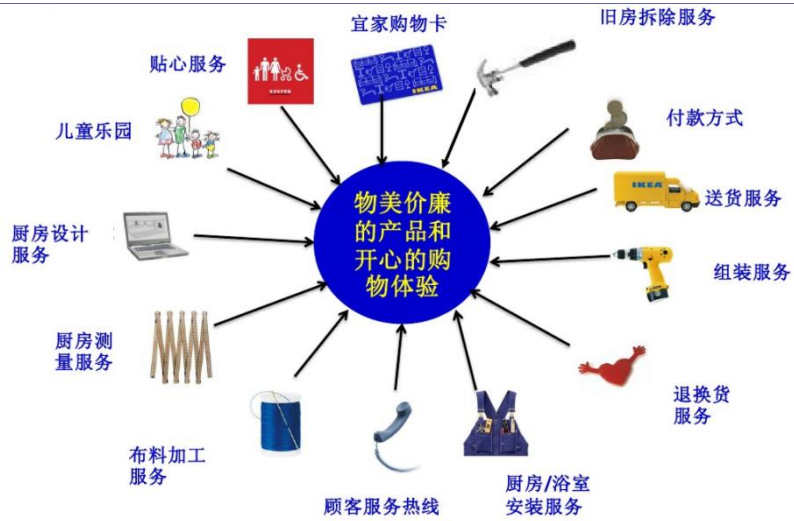 宜家购物卡
旧房拆除服务
贴心服务
IKEA
付款方式
儿童乐园
IKEA
送货服务
物美价廉
的产品和
开心的购
物体验
厨房设计
服务
组装服务
厨房测
量服务
退换货
服务
布料加工
服务
顾客服务热线
厨房/浴室
安装服务